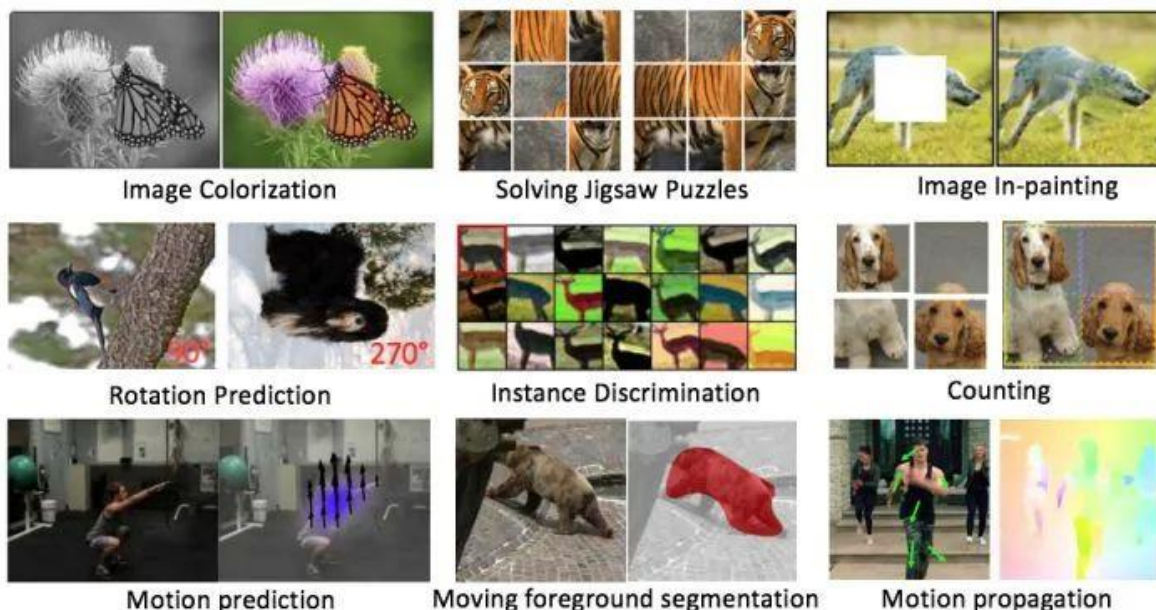 Image Colorization
Solving Jigsaw Puzzles
Image In-painting
90°
270°
Rotation Prediction
Instance Discrimination
Counting
Motion prediction
Moving foreground segmentation
Motion propagation